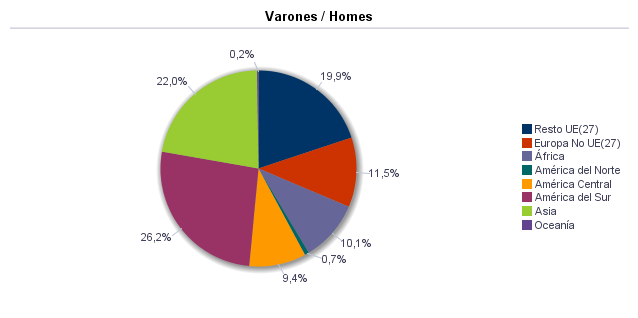 Varones / Homes
0,2%
19,9%
22,0%
11,5%
26,2%
10,1%
0,7%
9,4%
Resto UE(27)
Europa No UE(27)
África
América del Norte
América Central
América del Sur
Asia
Oceanía